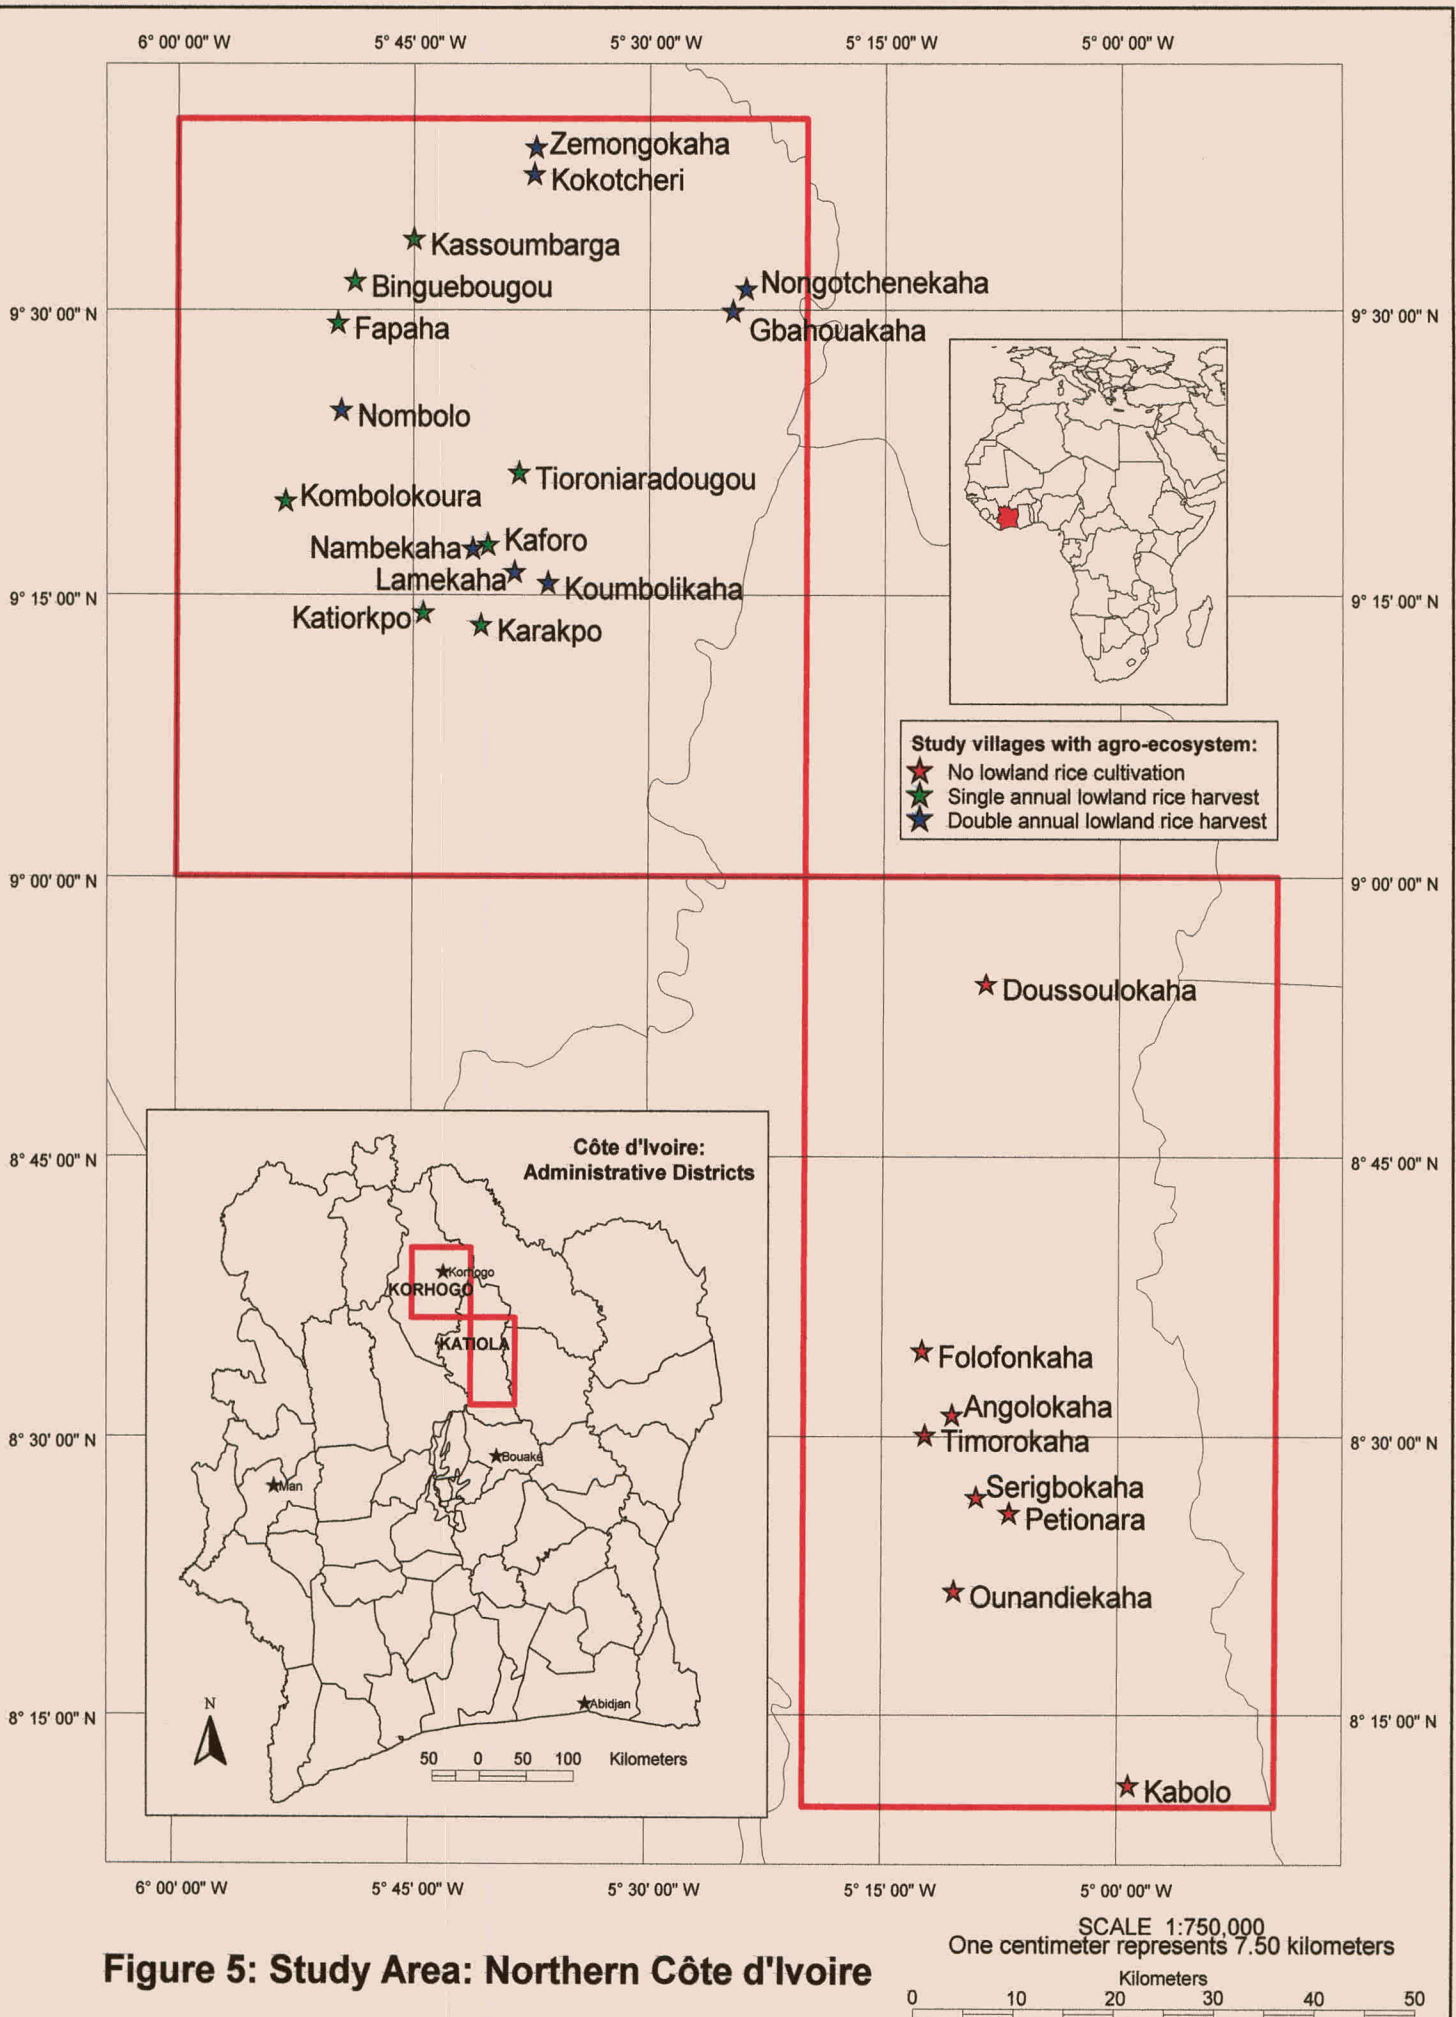 6° 00' 00" W 5° 45' 00" W 5° 30' 00" W 5° 15' 00" W 5° 00' 00" W
Zemongokaha
Kokotcheri
Kassoumbarga
Binguebougou
Nongotchenekaha
9° 30' 00" N
9° 30' 00" N
Fapaha
Gbahouakaha
Nombolo
Tioroniaradougou
Kombolokoura
Nambekaha
Kaforo
Lamekaha
Koumbolikaha
9° 15' 00" N
9° 15' 00" N
Katiorkpo
Karakpo
Study villages with agro-ecosystem:
No lowland rice cultivation
Single annual lowland rice harvest
Double annual lowland rice harvest
9° 00' 00" N
9° 00' 00" N
Doussoulokaha
8° 45' 00" N
8° 45' 00" N
Côte d'Ivoire:
Administrative Districts
Korhogo
KORHOGO
KATIOLA
Bouaké
Man
Abidjan
N
50 0 50 100 Kilometers
Folofonkaha
Angolokaha
8° 30' 00" N
8° 30' 00" N
Timorokaha
Serigbokaha
Petionara
Ounandiekaha
8° 15' 00" N
8° 15' 00" N
Kabolo
6° 00' 00" W 5° 45' 00" W 5° 30' 00" W 5° 15' 00" W 5° 00' 00" W
SCALE 1:750,000
One centimeter represents 7.50 kilometers
Figure 5: Study Area: Northern Côte d'Ivoire
Kilometers
0 10 20 30 40 50